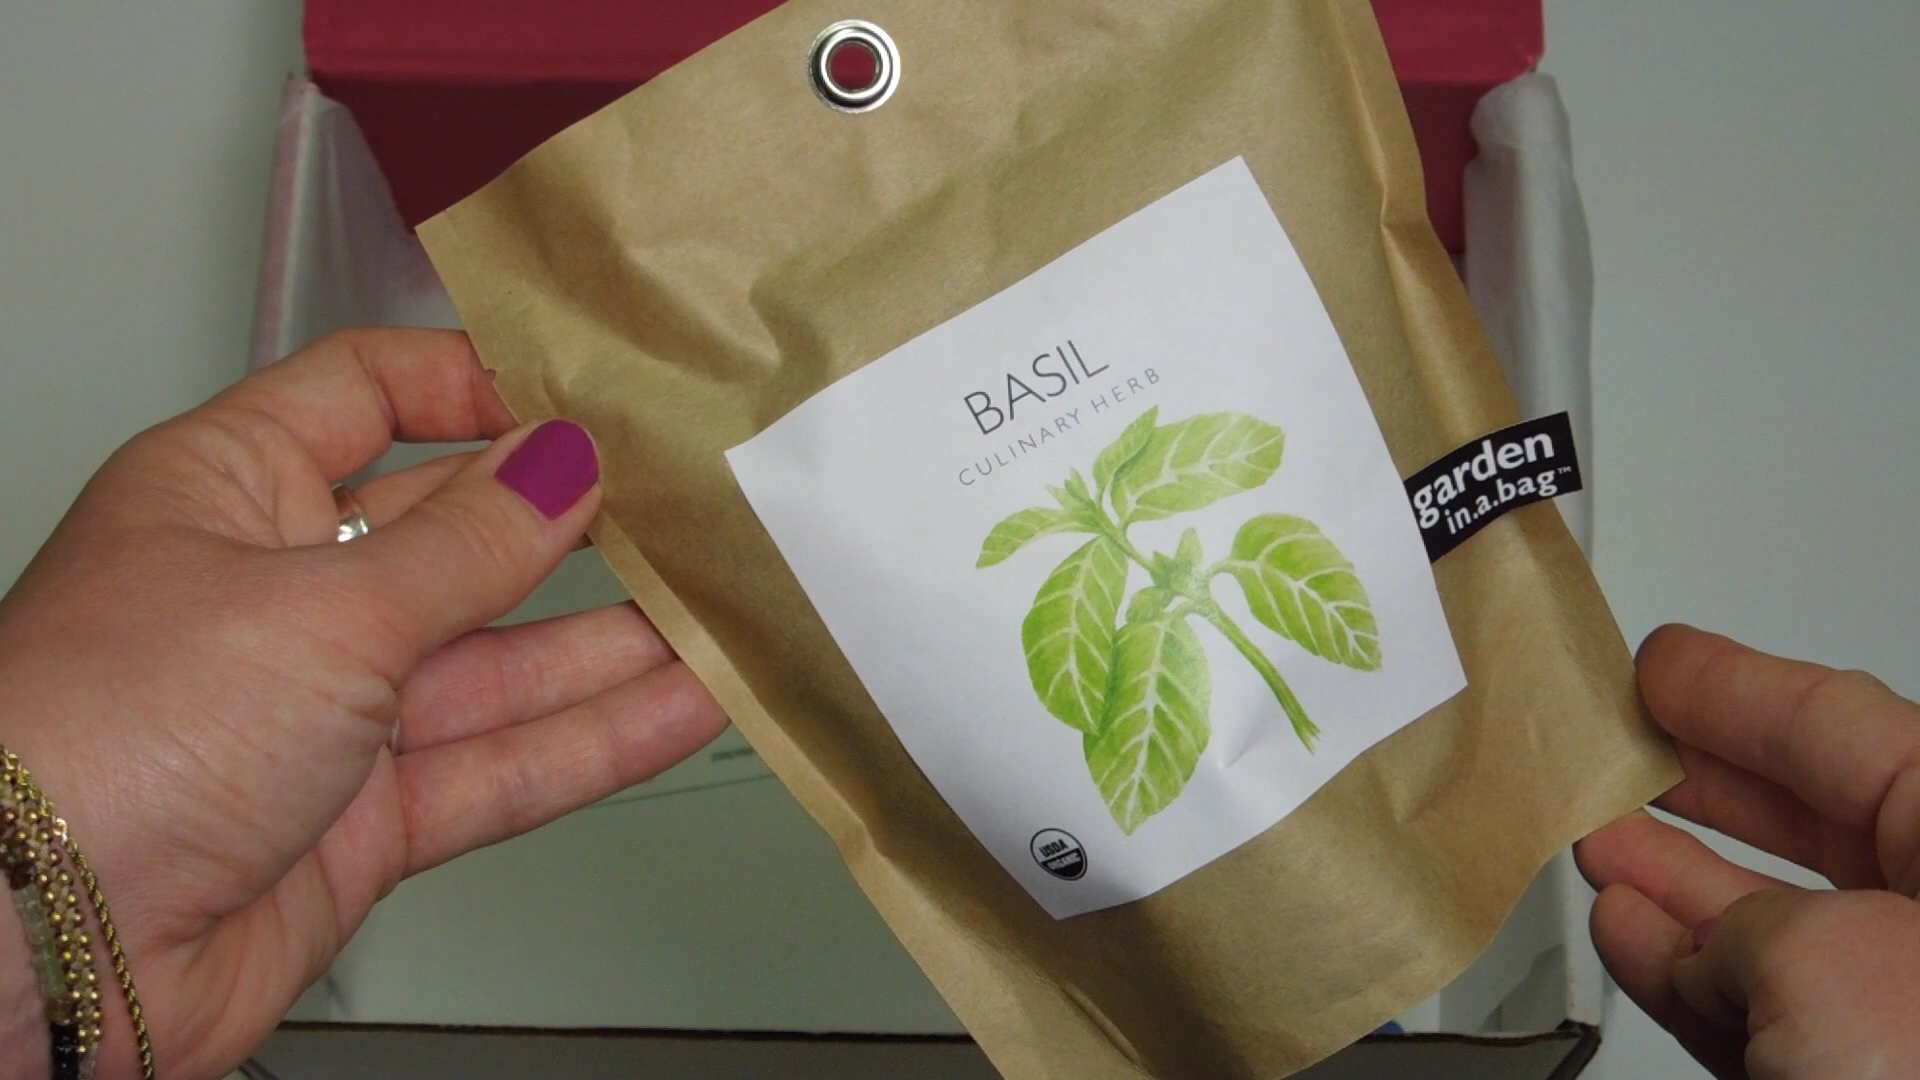 BASIL
CULINARY HERB
garden
in.a.bag™
USDA
ORGANIC